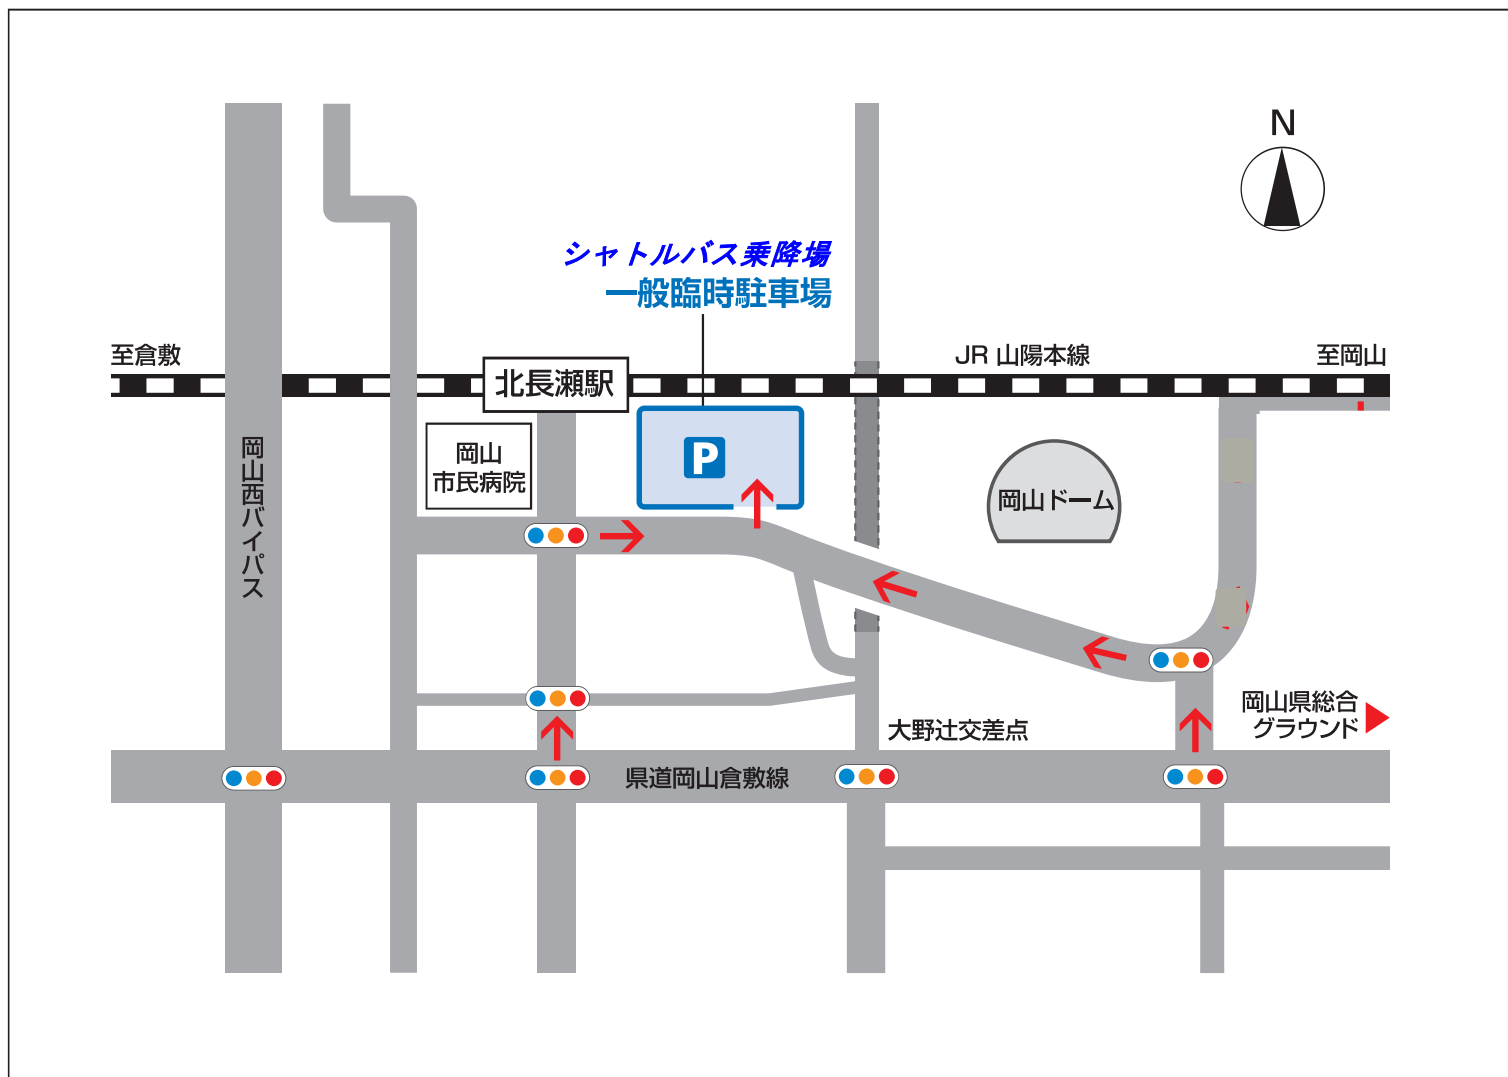 N
シャトルバス乗降場
一般臨時駐車場
至倉敷
JR 山陽本線
至岡山
北長瀬駅
岡山
市民病院
P
岡山ドーム
岡山西バイパス
岡山県総合
グラウンド
大野辻交差点
県道岡山倉敷線